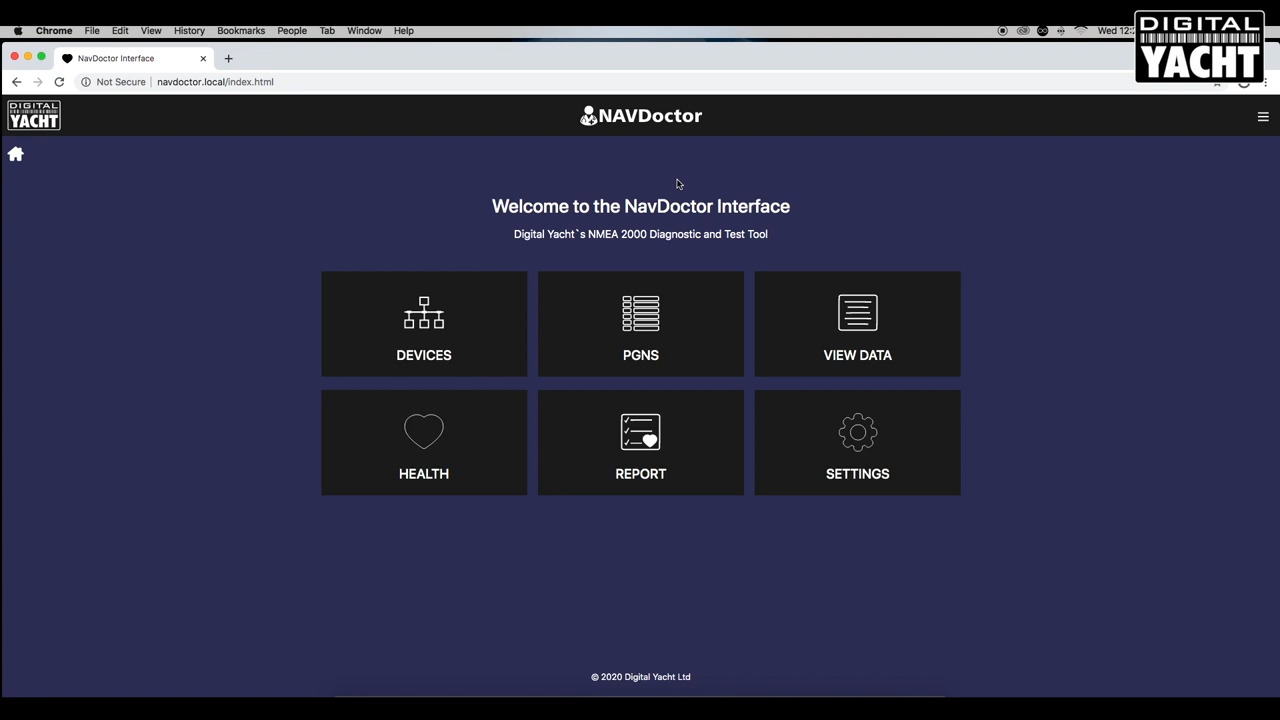 Chrome File Edit View History Bookmarks People Tab Window Help
DIGITAL
YACHT
NavDoctor Interface
Not Secure navdoctor.local/index.html
DIGITAL
YACHT
NAVDoctor
Welcome to the NavDoctor Interface
Digital Yacht`s NMEA 2000 Diagnostic and Test Tool
DEVICES
PGNS
VIEW DATA
HEALTH
REPORT
SETTINGS
© 2020 Digital Yacht Ltd